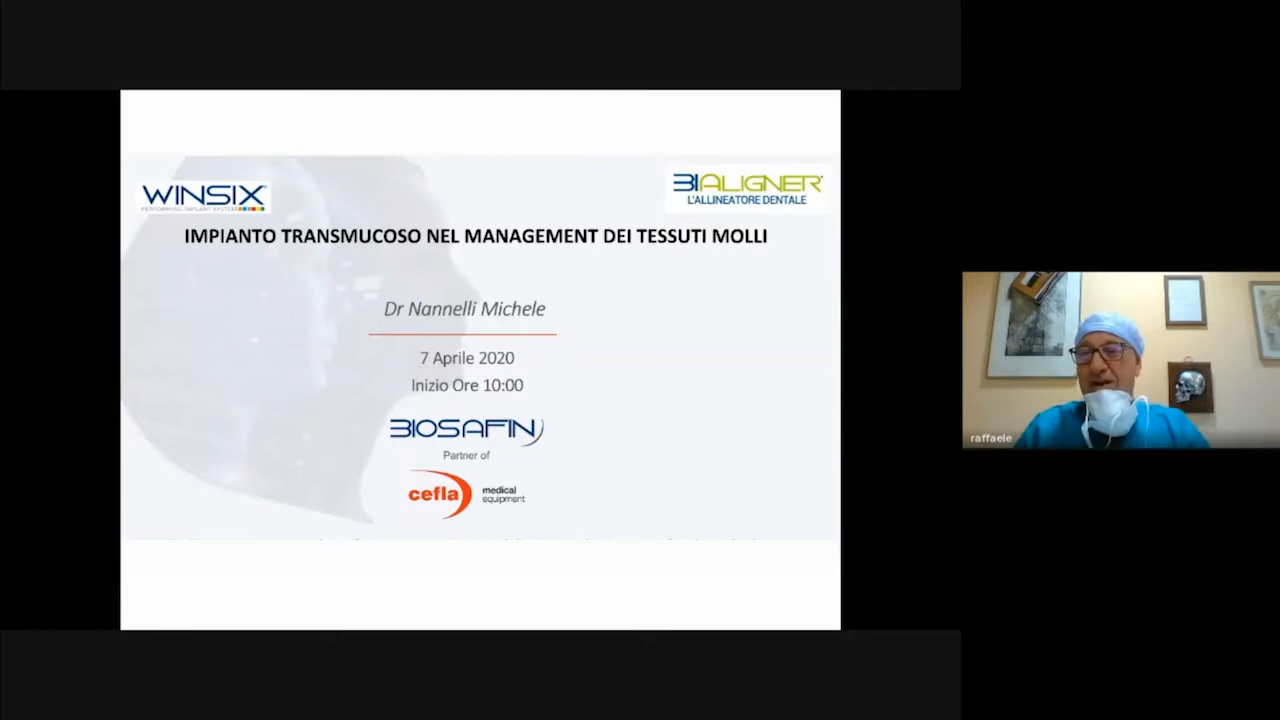 WINSIX
PERFORMING IMPLANT SYSTEM
BIALIGNER
L'ALLINEATORE DENTALE
IMPIANTO TRANSMUCOSO NEL MANAGEMENT DEI TESSUTI MOLLI
Dr Nannelli Michele
7 Aprile 2020
Inizio Ore 10:00
BIOSAFIN
Partner of
cefla medical
equipment
raffaele